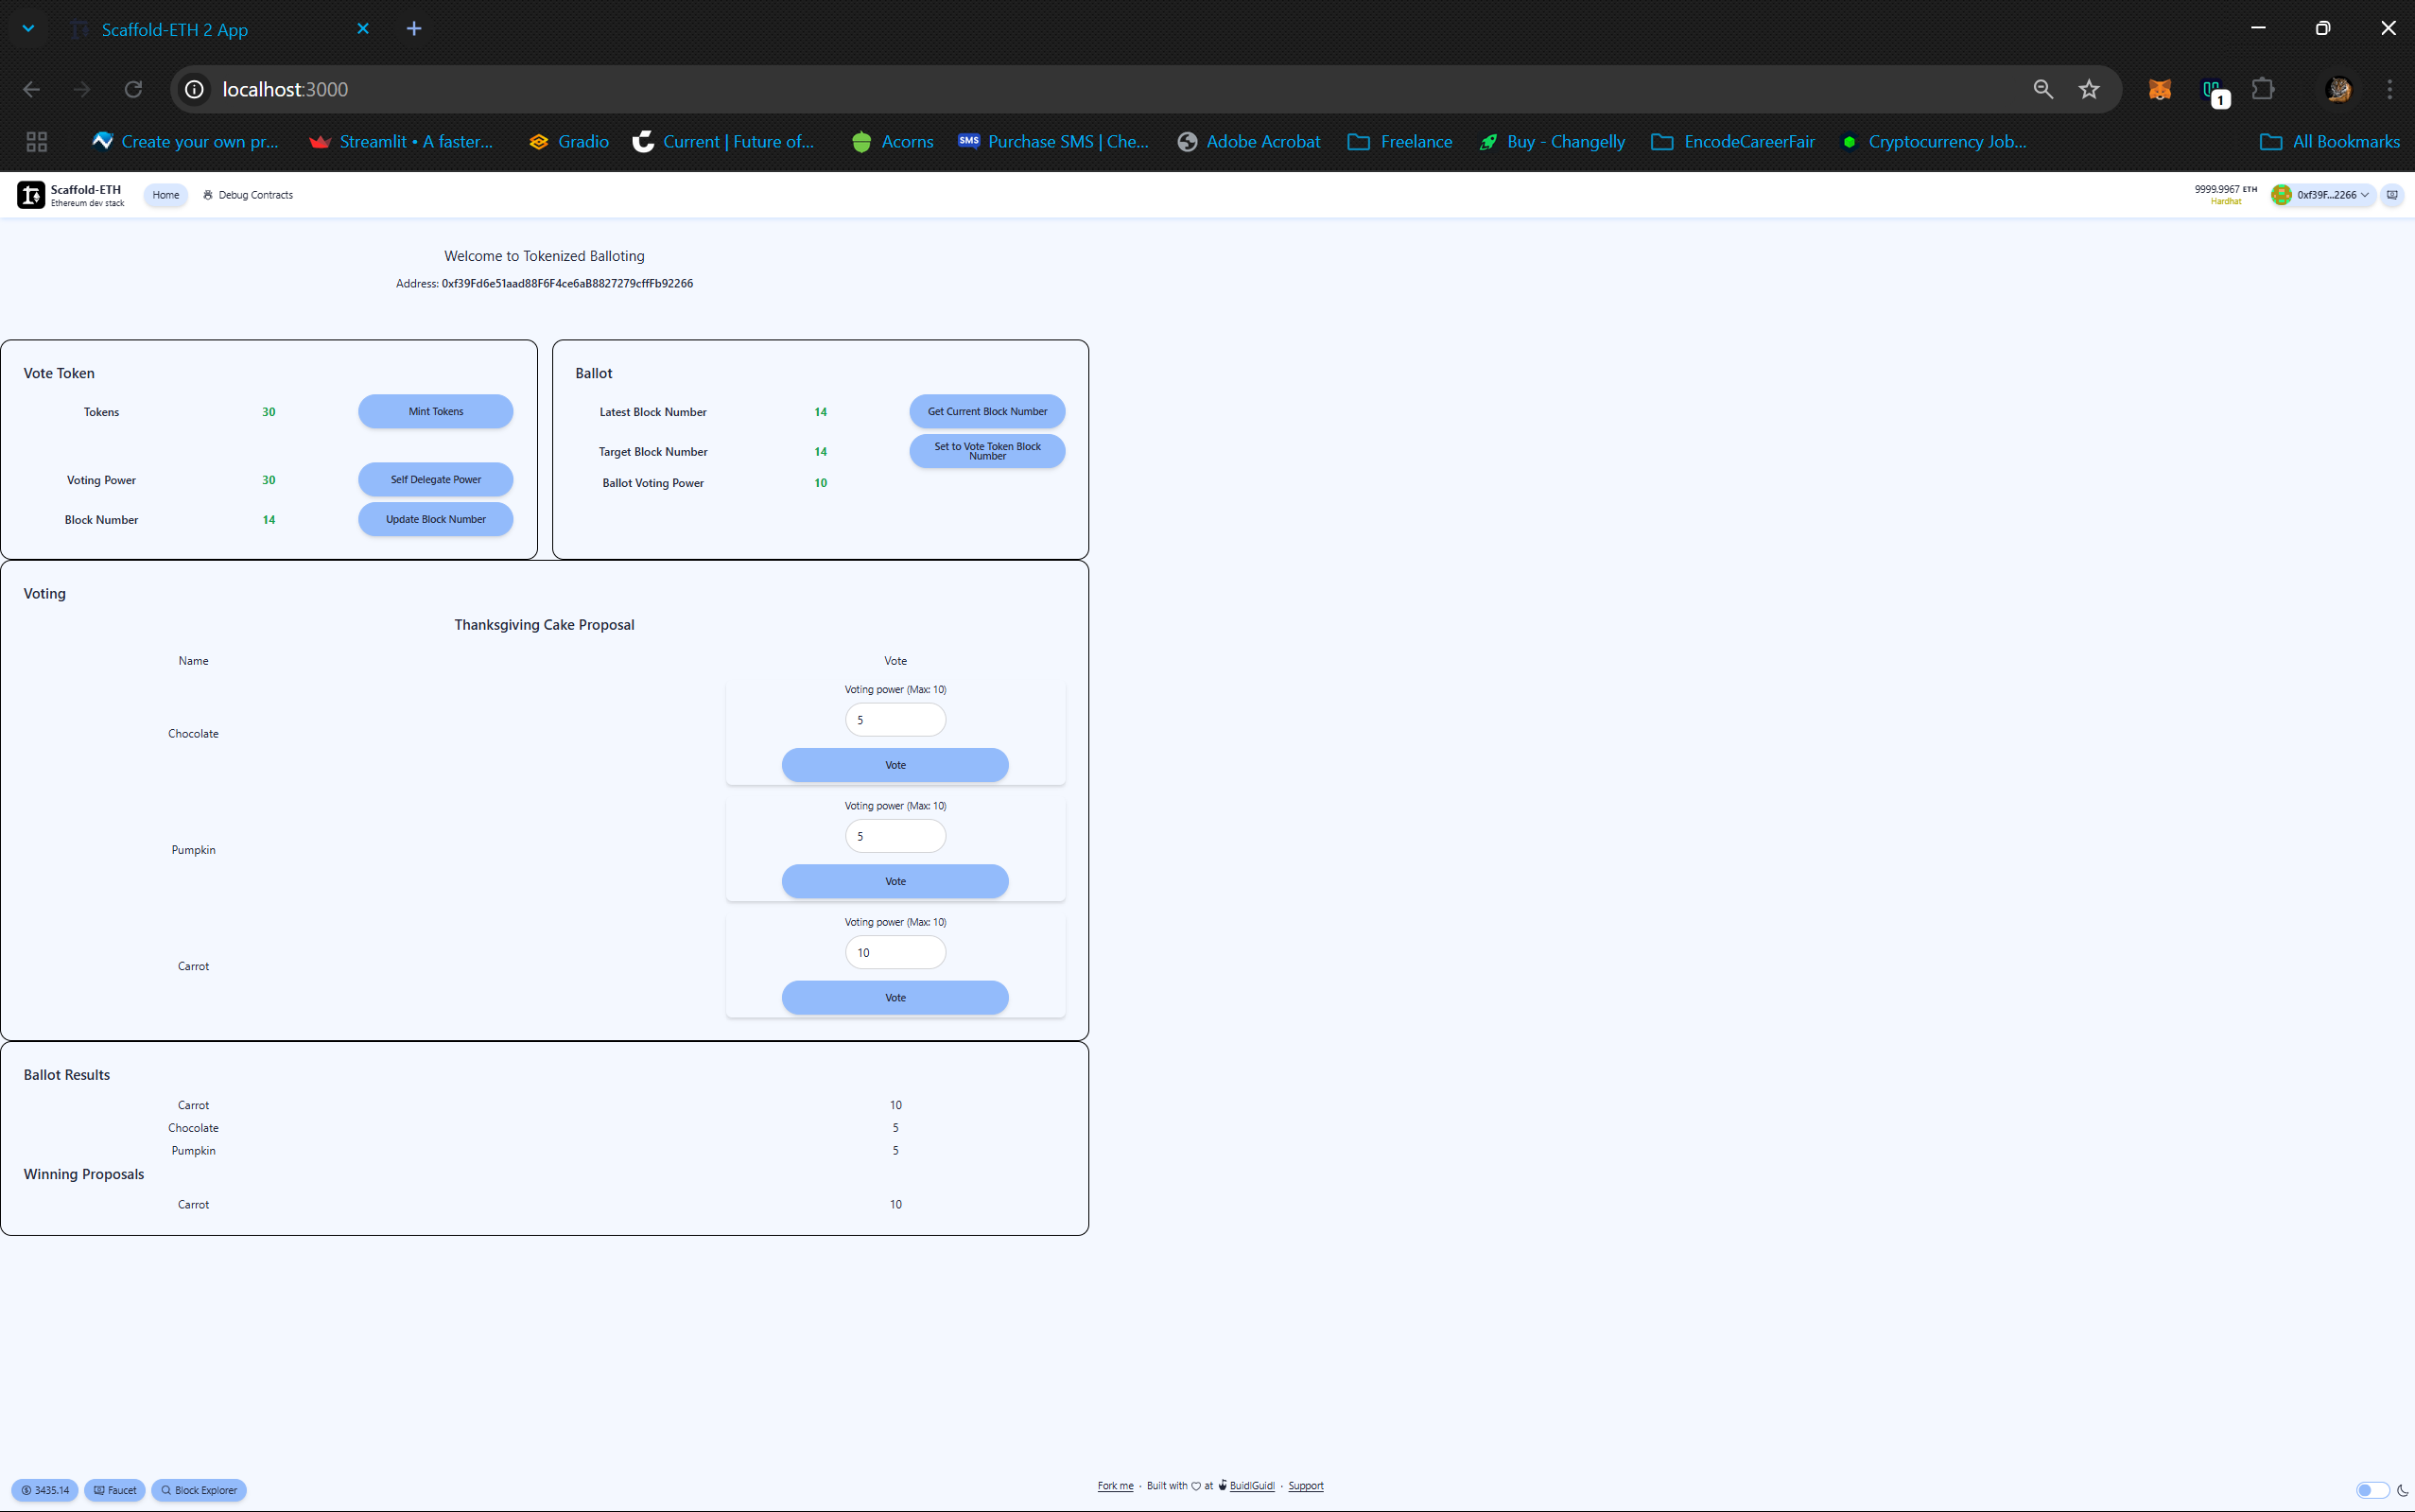 Scaffold-ETH 2 App
localhost:3000
1
Create your own pr...
Streamlit • A faster...
Gradio
Current | Future of...
Acorns
SMS
Purchase SMS | Che...
Adobe Acrobat
Freelance
Buy - Changelly
EncodeCareerFair
Cryptocurrency Job...
All Bookmarks
Scaffold-ETH
Ethereum dev stack
Home
Debug Contracts
9999.9967 ETH
Hardhat
0xf39F...2266
Welcome to Tokenized Balloting
Address: 0xf39Fd6e51aad88F6F4ce6aB8827279cffFb92266
Vote Token
Tokens 30 Mint Tokens
Voting Power 30 Self Delegate Power
Block Number 14 Update Block Number
Ballot
Latest Block Number 14 Get Current Block Number
Target Block Number 14 Set to Vote Token Block Number
Ballot Voting Power 10
Voting
Thanksgiving Cake Proposal
Name Vote
Voting power (Max: 10)
5
Chocolate
Vote
Voting power (Max: 10)
5
Pumpkin
Vote
Voting power (Max: 10)
10
Carrot
Vote
Ballot Results
Carrot 10
Chocolate 5
Pumpkin 5
Winning Proposals
Carrot 10
3435.14
Faucet
Block Explorer
Fork me · Built with ♡ at BuidlGuidl · Support